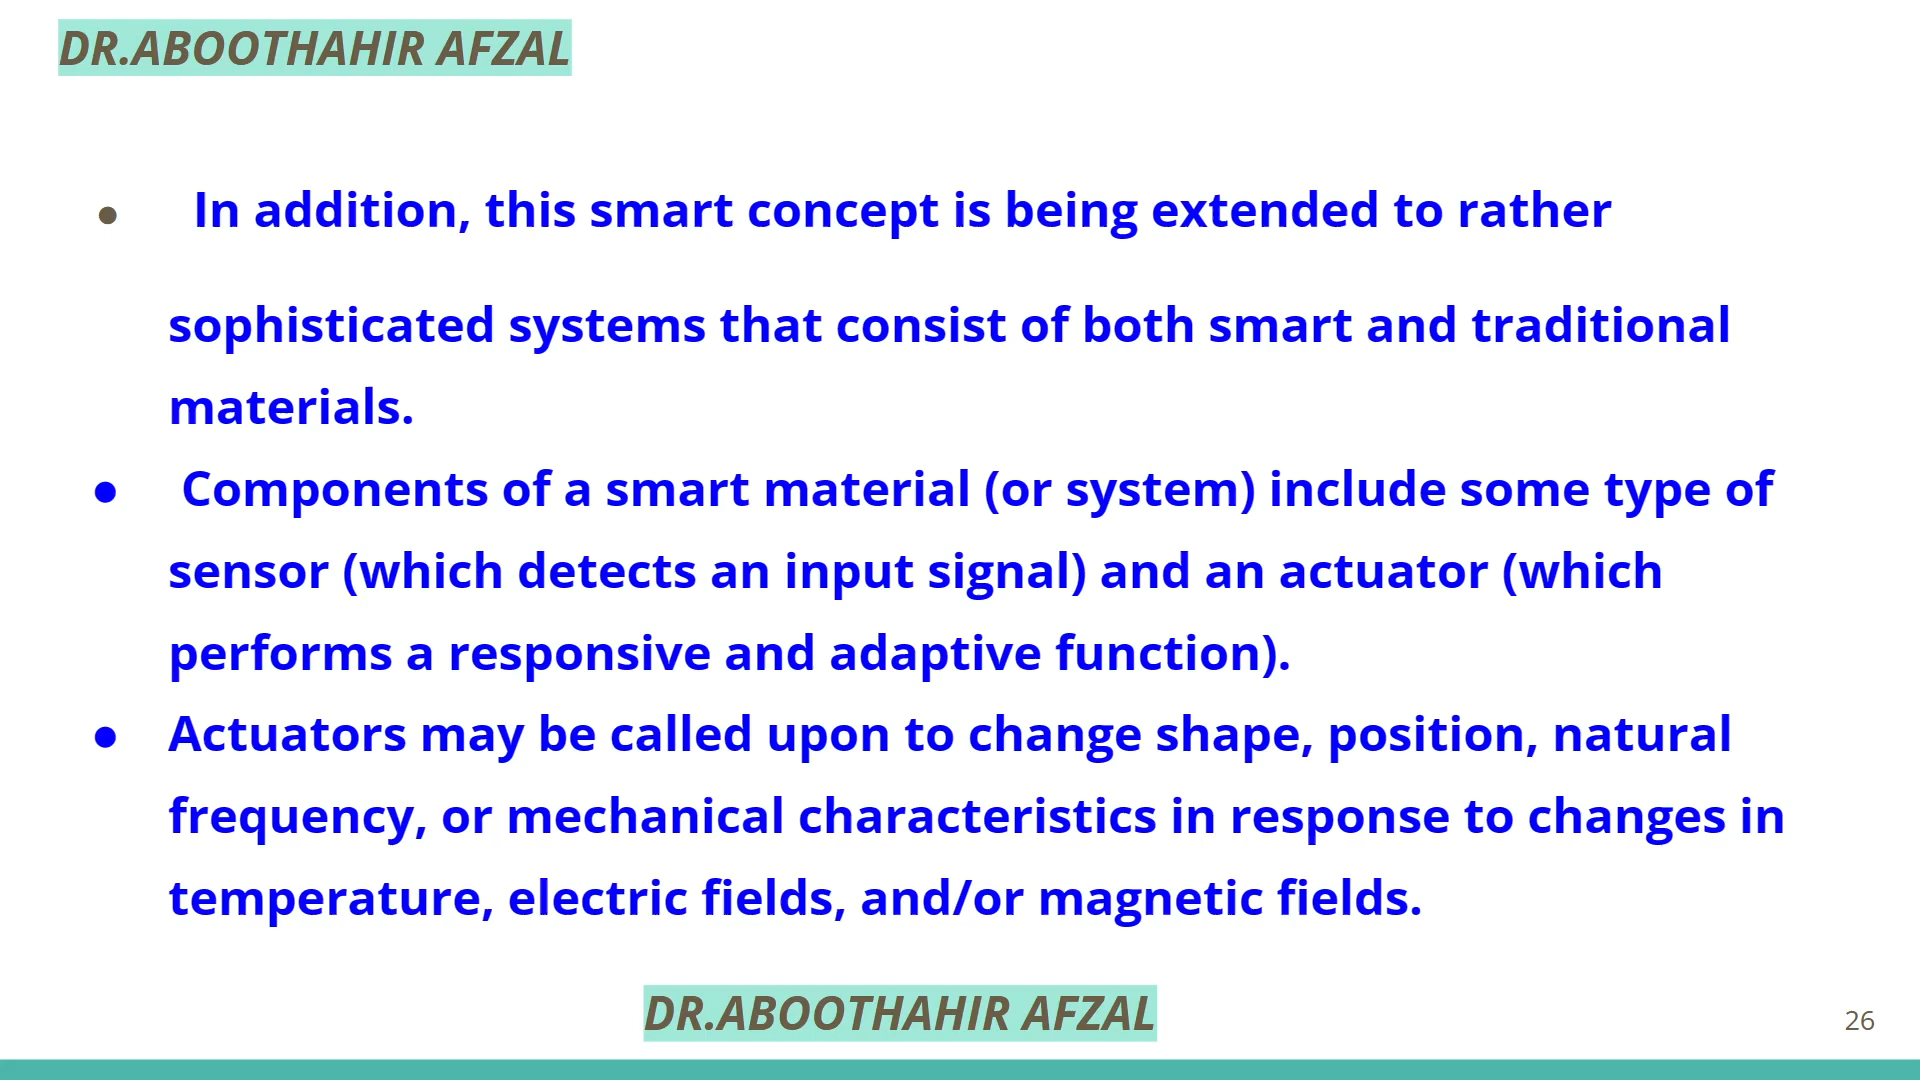 DR.ABOOTHAHIR AFZAL
● In addition, this smart concept is being extended to rather
sophisticated systems that consist of both smart and traditional
materials.
● Components of a smart material (or system) include some type of
sensor (which detects an input signal) and an actuator (which
performs a responsive and adaptive function).
● Actuators may be called upon to change shape, position, natural
frequency, or mechanical characteristics in response to changes in
temperature, electric fields, and/or magnetic fields.
DR.ABOOTHAHIR AFZAL
26